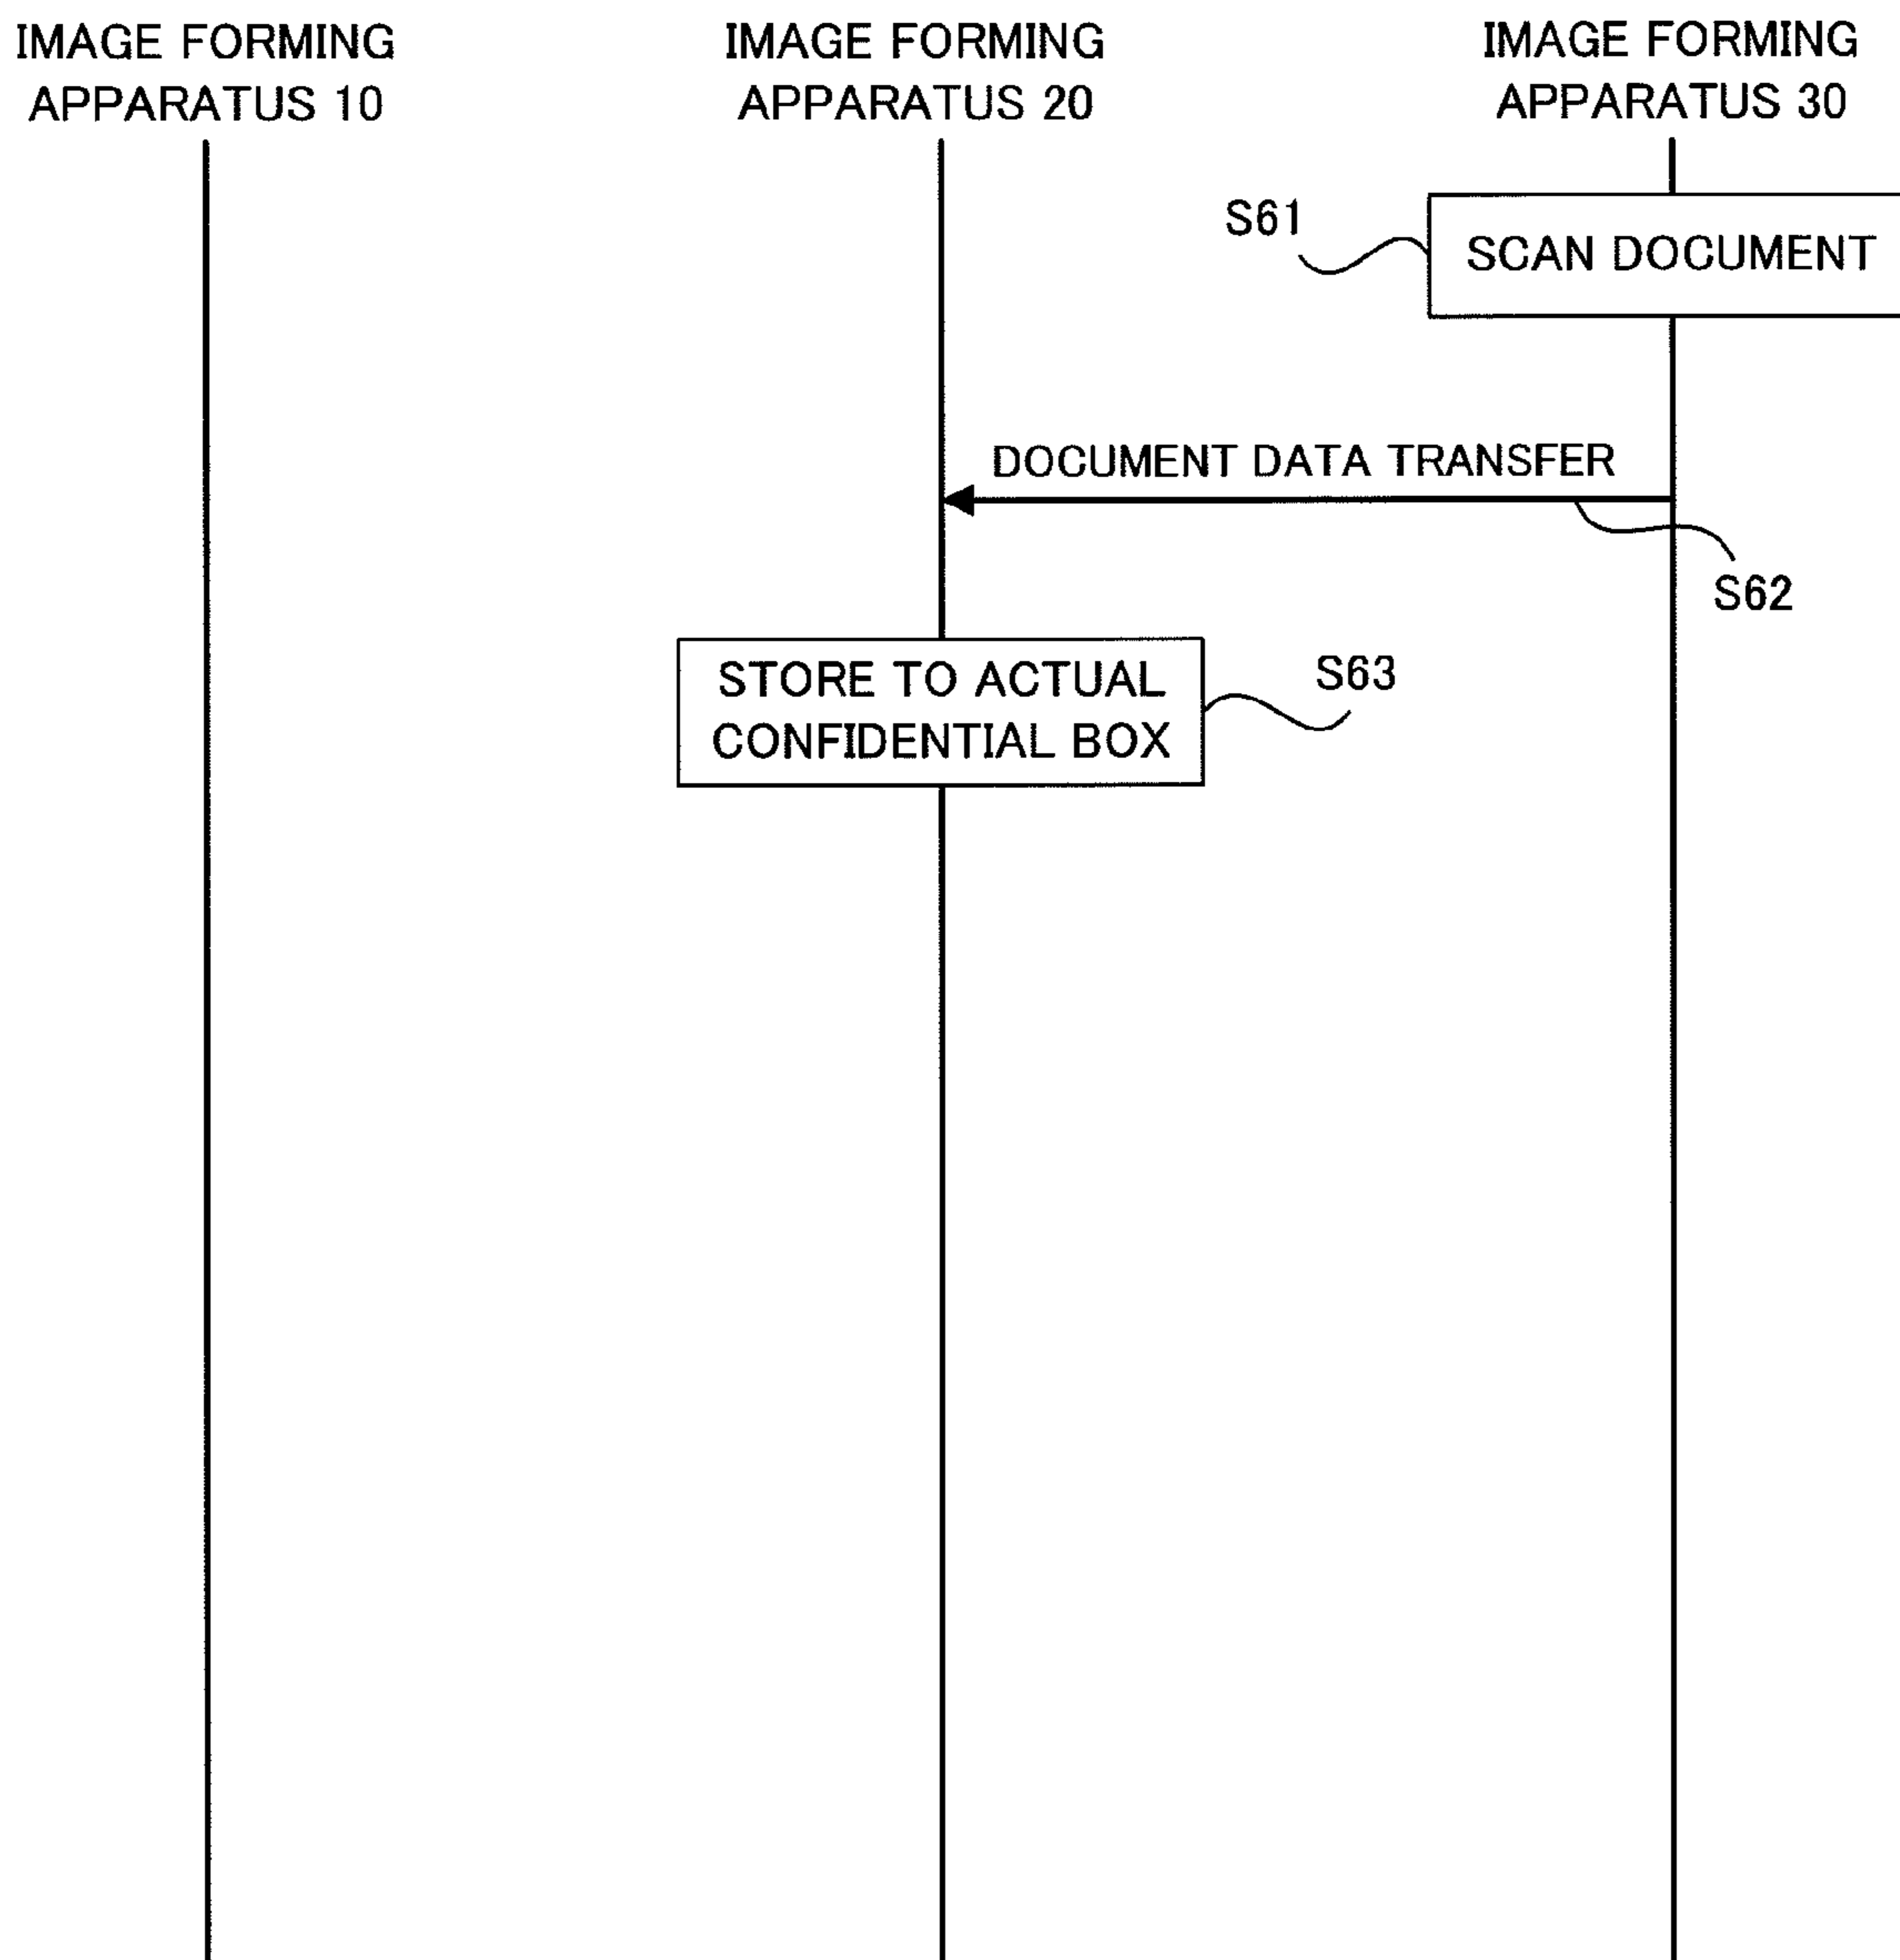 IMAGE FORMING
APPARATUS 10
IMAGE FORMING
APPARATUS 20
IMAGE FORMING
APPARATUS 30
S61
SCAN DOCUMENT
DOCUMENT DATA TRANSFER
S62
STORE TO ACTUAL
CONFIDENTIAL BOX
S63